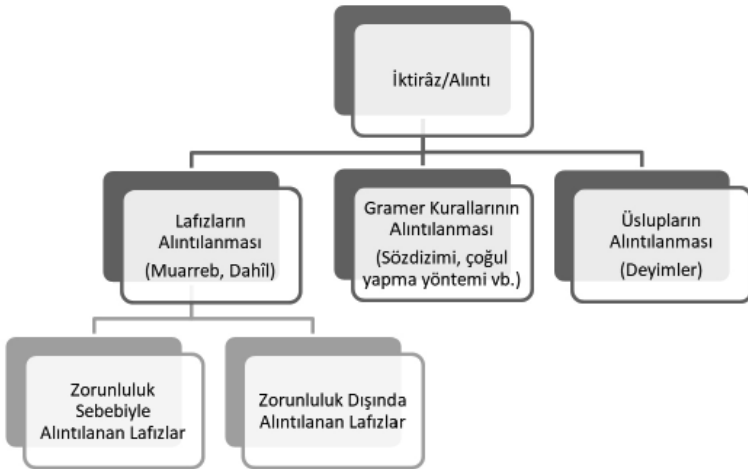 İktirâz/Alıntı
Lafızların
Alıntılanması
(Muarreb, Dahîl)
Gramer Kurallarının
Alıntılanması
(Sözdizimi, çoğul
yapma yöntemi vb.)
Üslupların
Alıntılanması
(Deyimler)
Zorunluluk
Sebebiyle
Alıntılanan Lafızlar
Zorunluluk Dışında
Alıntılanan Lafızlar